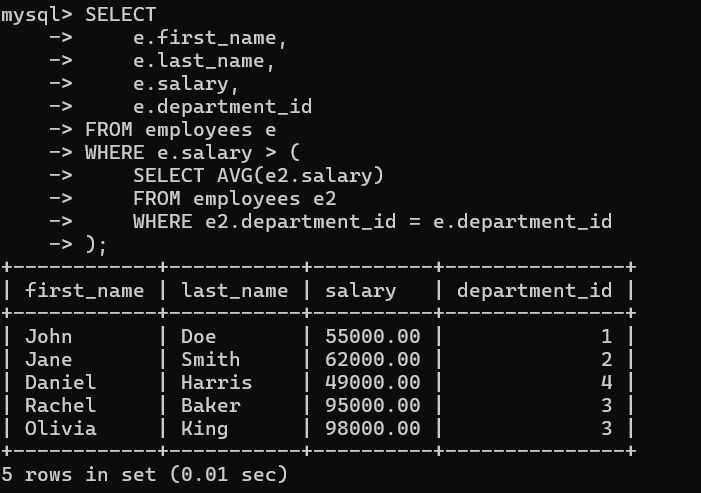 mysql> SELECT
    ->     e.first_name,
    ->     e.last_name,
    ->     e.salary,
    ->     e.department_id
    -> FROM employees e
    -> WHERE e.salary > (
    ->     SELECT AVG(e2.salary)
    ->     FROM employees e2
    ->     WHERE e2.department_id = e.department_id
    -> );
+------------+-----------+----------+---------------+
| first_name | last_name | salary   | department_id |
+------------+-----------+----------+---------------+
| John       | Doe       | 55000.00 |             1 |
| Jane       | Smith     | 62000.00 |             2 |
| Daniel     | Harris    | 49000.00 |             4 |
| Rachel     | Baker     | 95000.00 |             3 |
| Olivia     | King      | 98000.00 |             3 |
+------------+-----------+----------+---------------+
5 rows in set (0.01 sec)